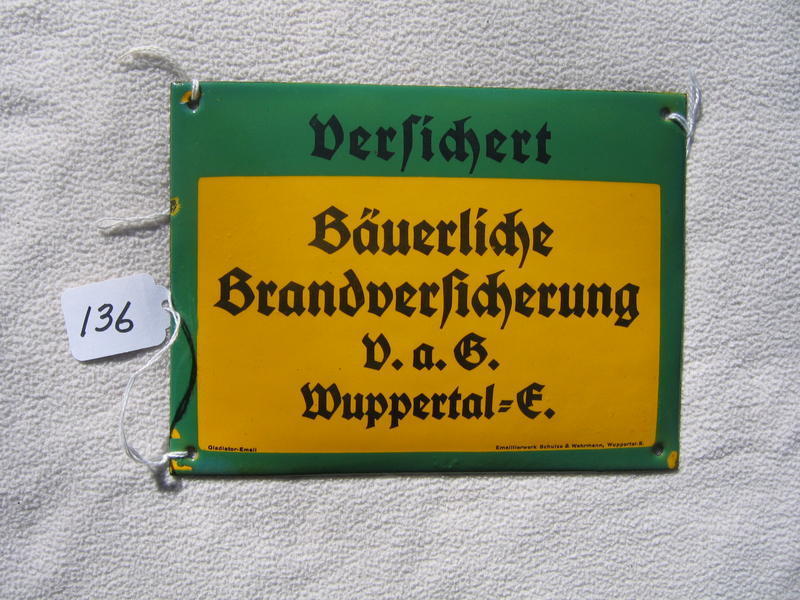 Versichert
Bäuerliche
Brandversicherung
V. a. G.
Wuppertal-E.
Gladiator-Email
Emaillierwerk Schulze & Wehrmann, Wuppertal-E.
136